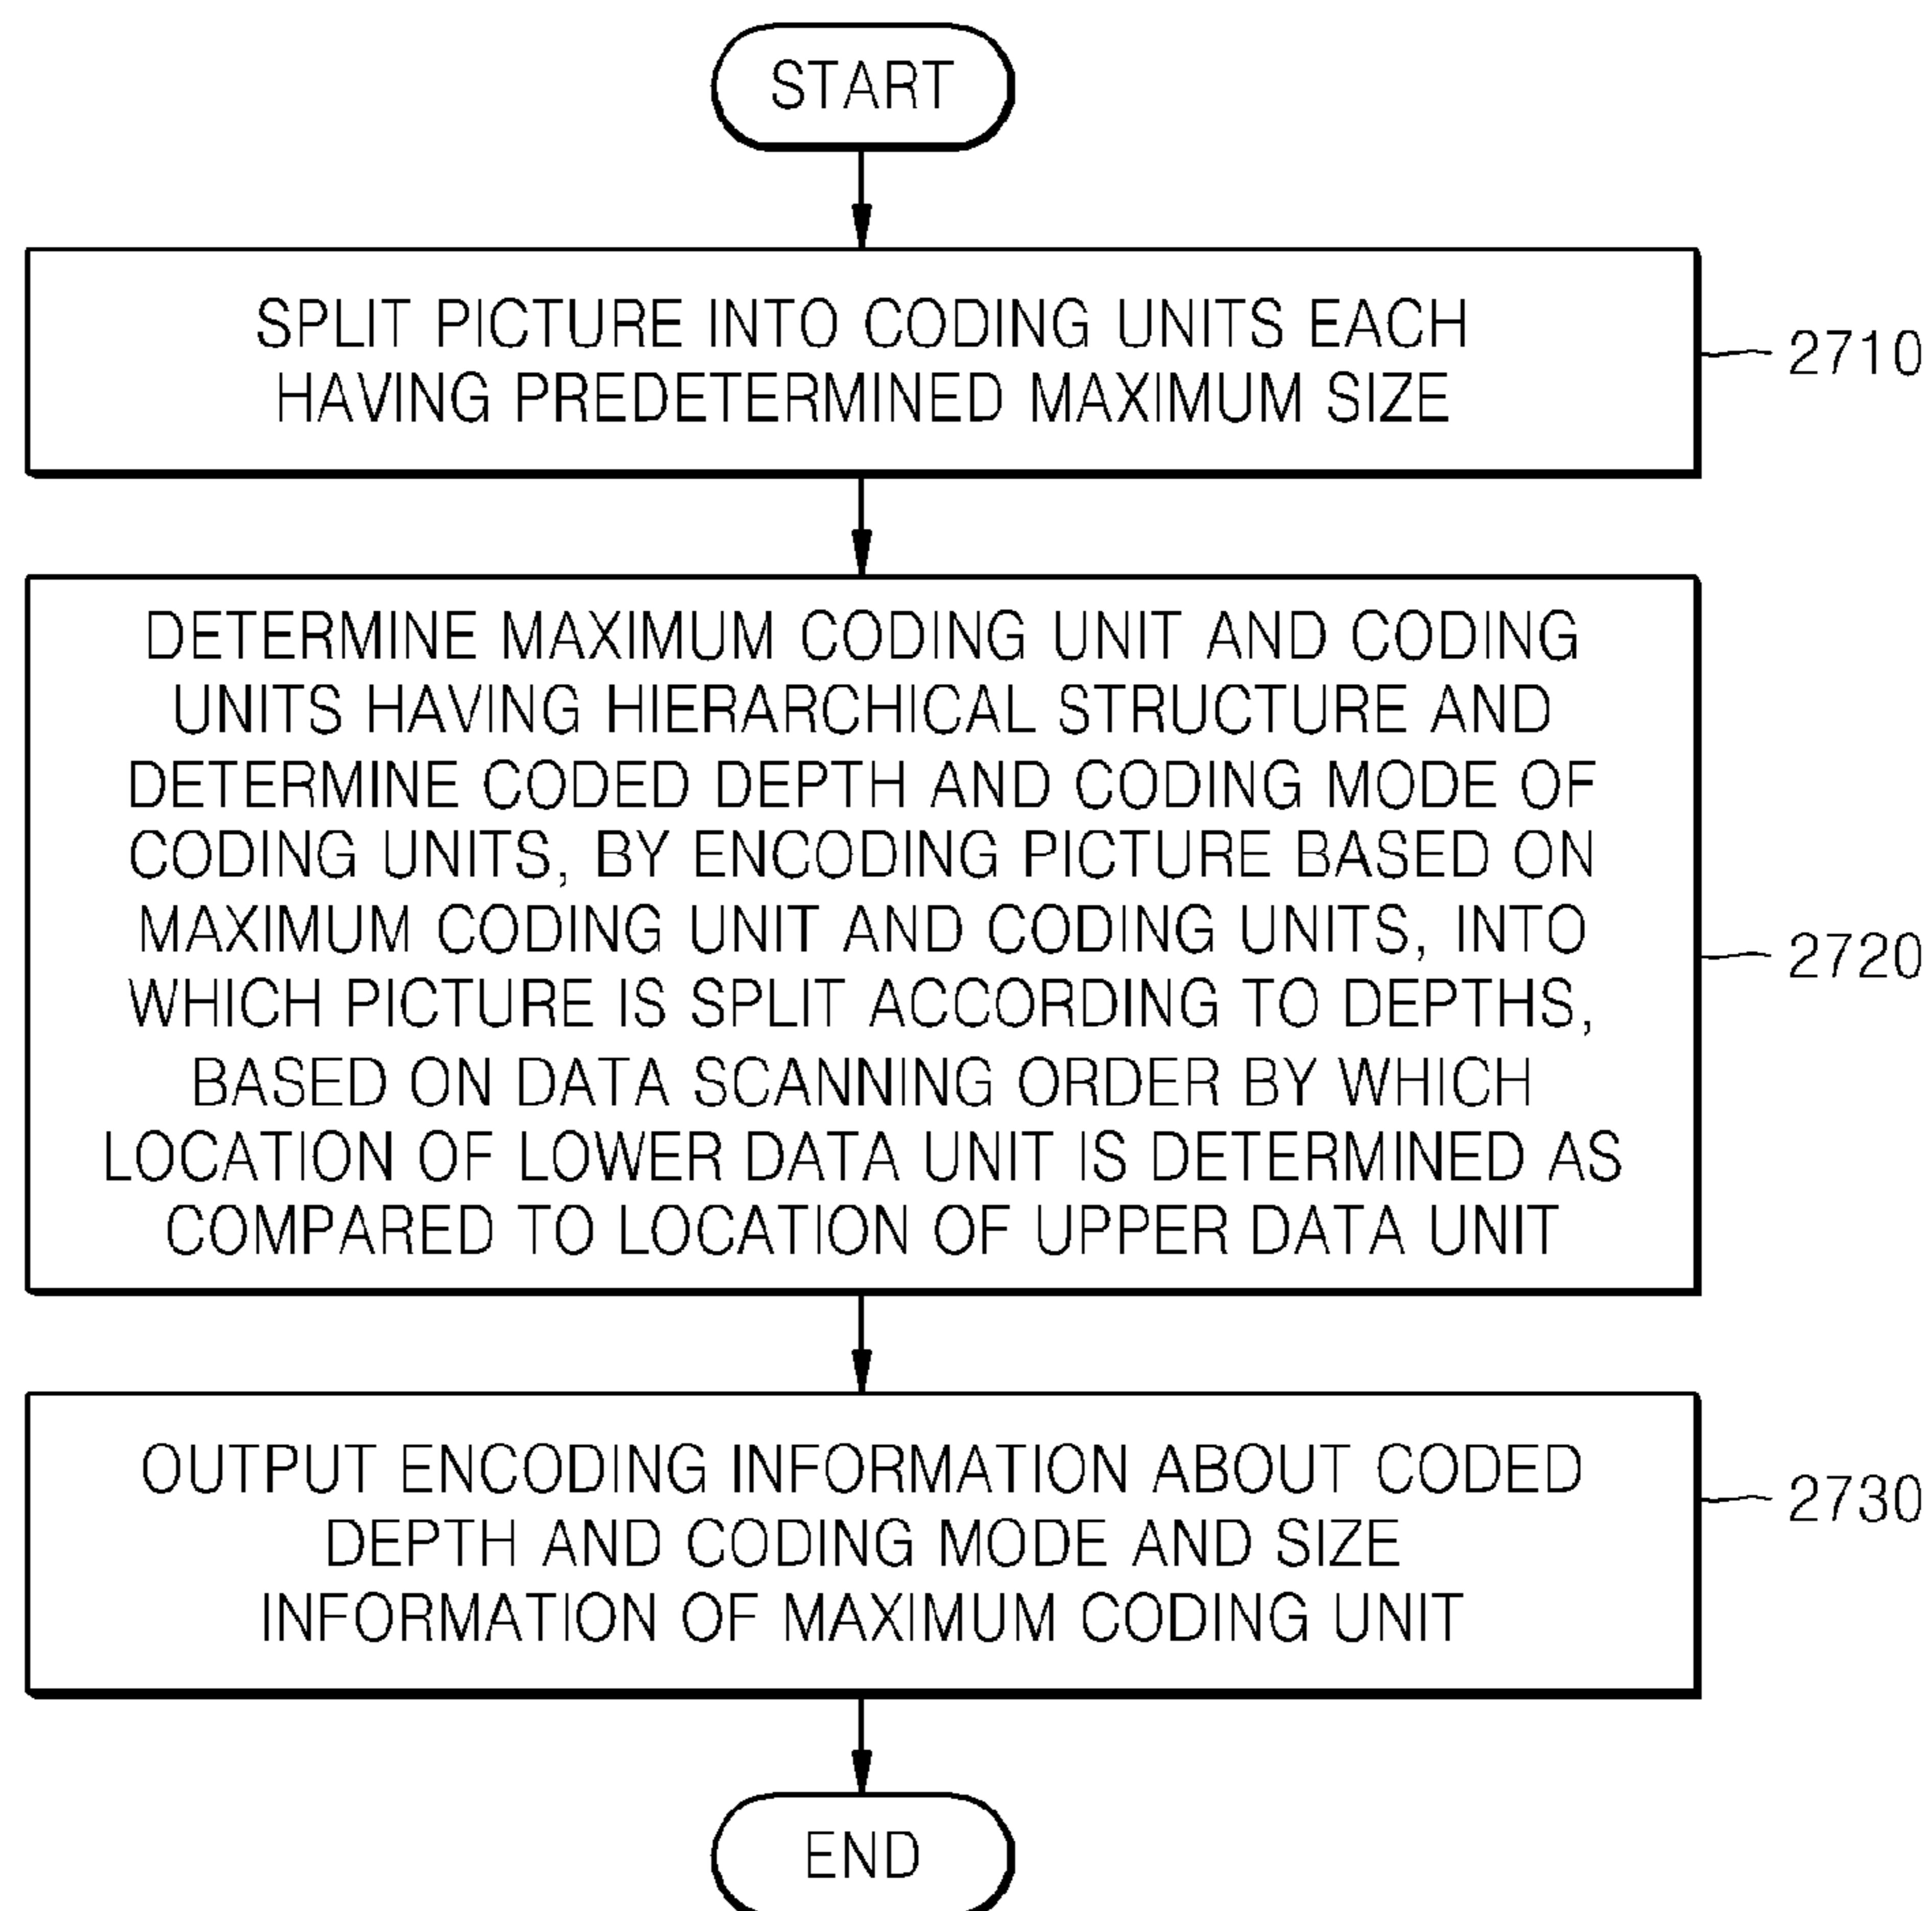 START
SPLIT PICTURE INTO CODING UNITS EACH
HAVING PREDETERMINED MAXIMUM SIZE
2710
DETERMINE MAXIMUM CODING UNIT AND CODING
UNITS HAVING HIERARCHICAL STRUCTURE AND
DETERMINE CODED DEPTH AND CODING MODE OF
CODING UNITS, BY ENCODING PICTURE BASED ON
MAXIMUM CODING UNIT AND CODING UNITS, INTO
WHICH PICTURE IS SPLIT ACCORDING TO DEPTHS,
BASED ON DATA SCANNING ORDER BY WHICH
LOCATION OF LOWER DATA UNIT IS DETERMINED AS
COMPARED TO LOCATION OF UPPER DATA UNIT
2720
OUTPUT ENCODING INFORMATION ABOUT CODED
DEPTH AND CODING MODE AND SIZE
INFORMATION OF MAXIMUM CODING UNIT
2730
END